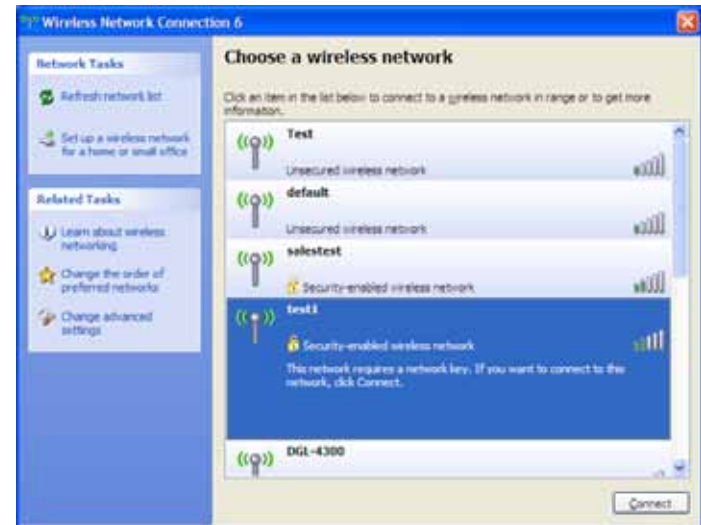 Wireless Network Connection 6
Network Tasks
Refresh network list
Set up a wireless network
for a home or small office
Related Tasks
Learn about wireless
networking
Change the order of
preferred networks
Change advanced
settings
Choose a wireless network
Click an item in the list below to connect to a wireless network in range or to get more
information.
Test
Unsecured wireless network
default
Unsecured wireless network
salestest
Security-enabled wireless network
test1
Security-enabled wireless network
This network requires a network key. If you want to connect to this
network, click Connect.
DGL-4300
Connect